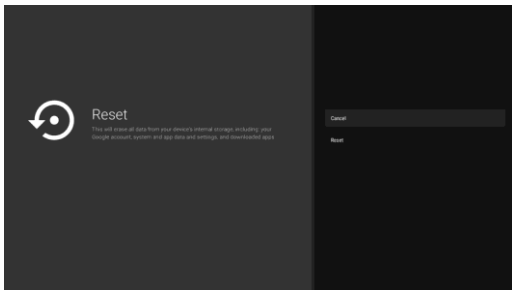 Reset
This will erase all data from your device's internal storage, including: your
Google account, system and app data and settings, and downloaded apps.
Cancel
Reset